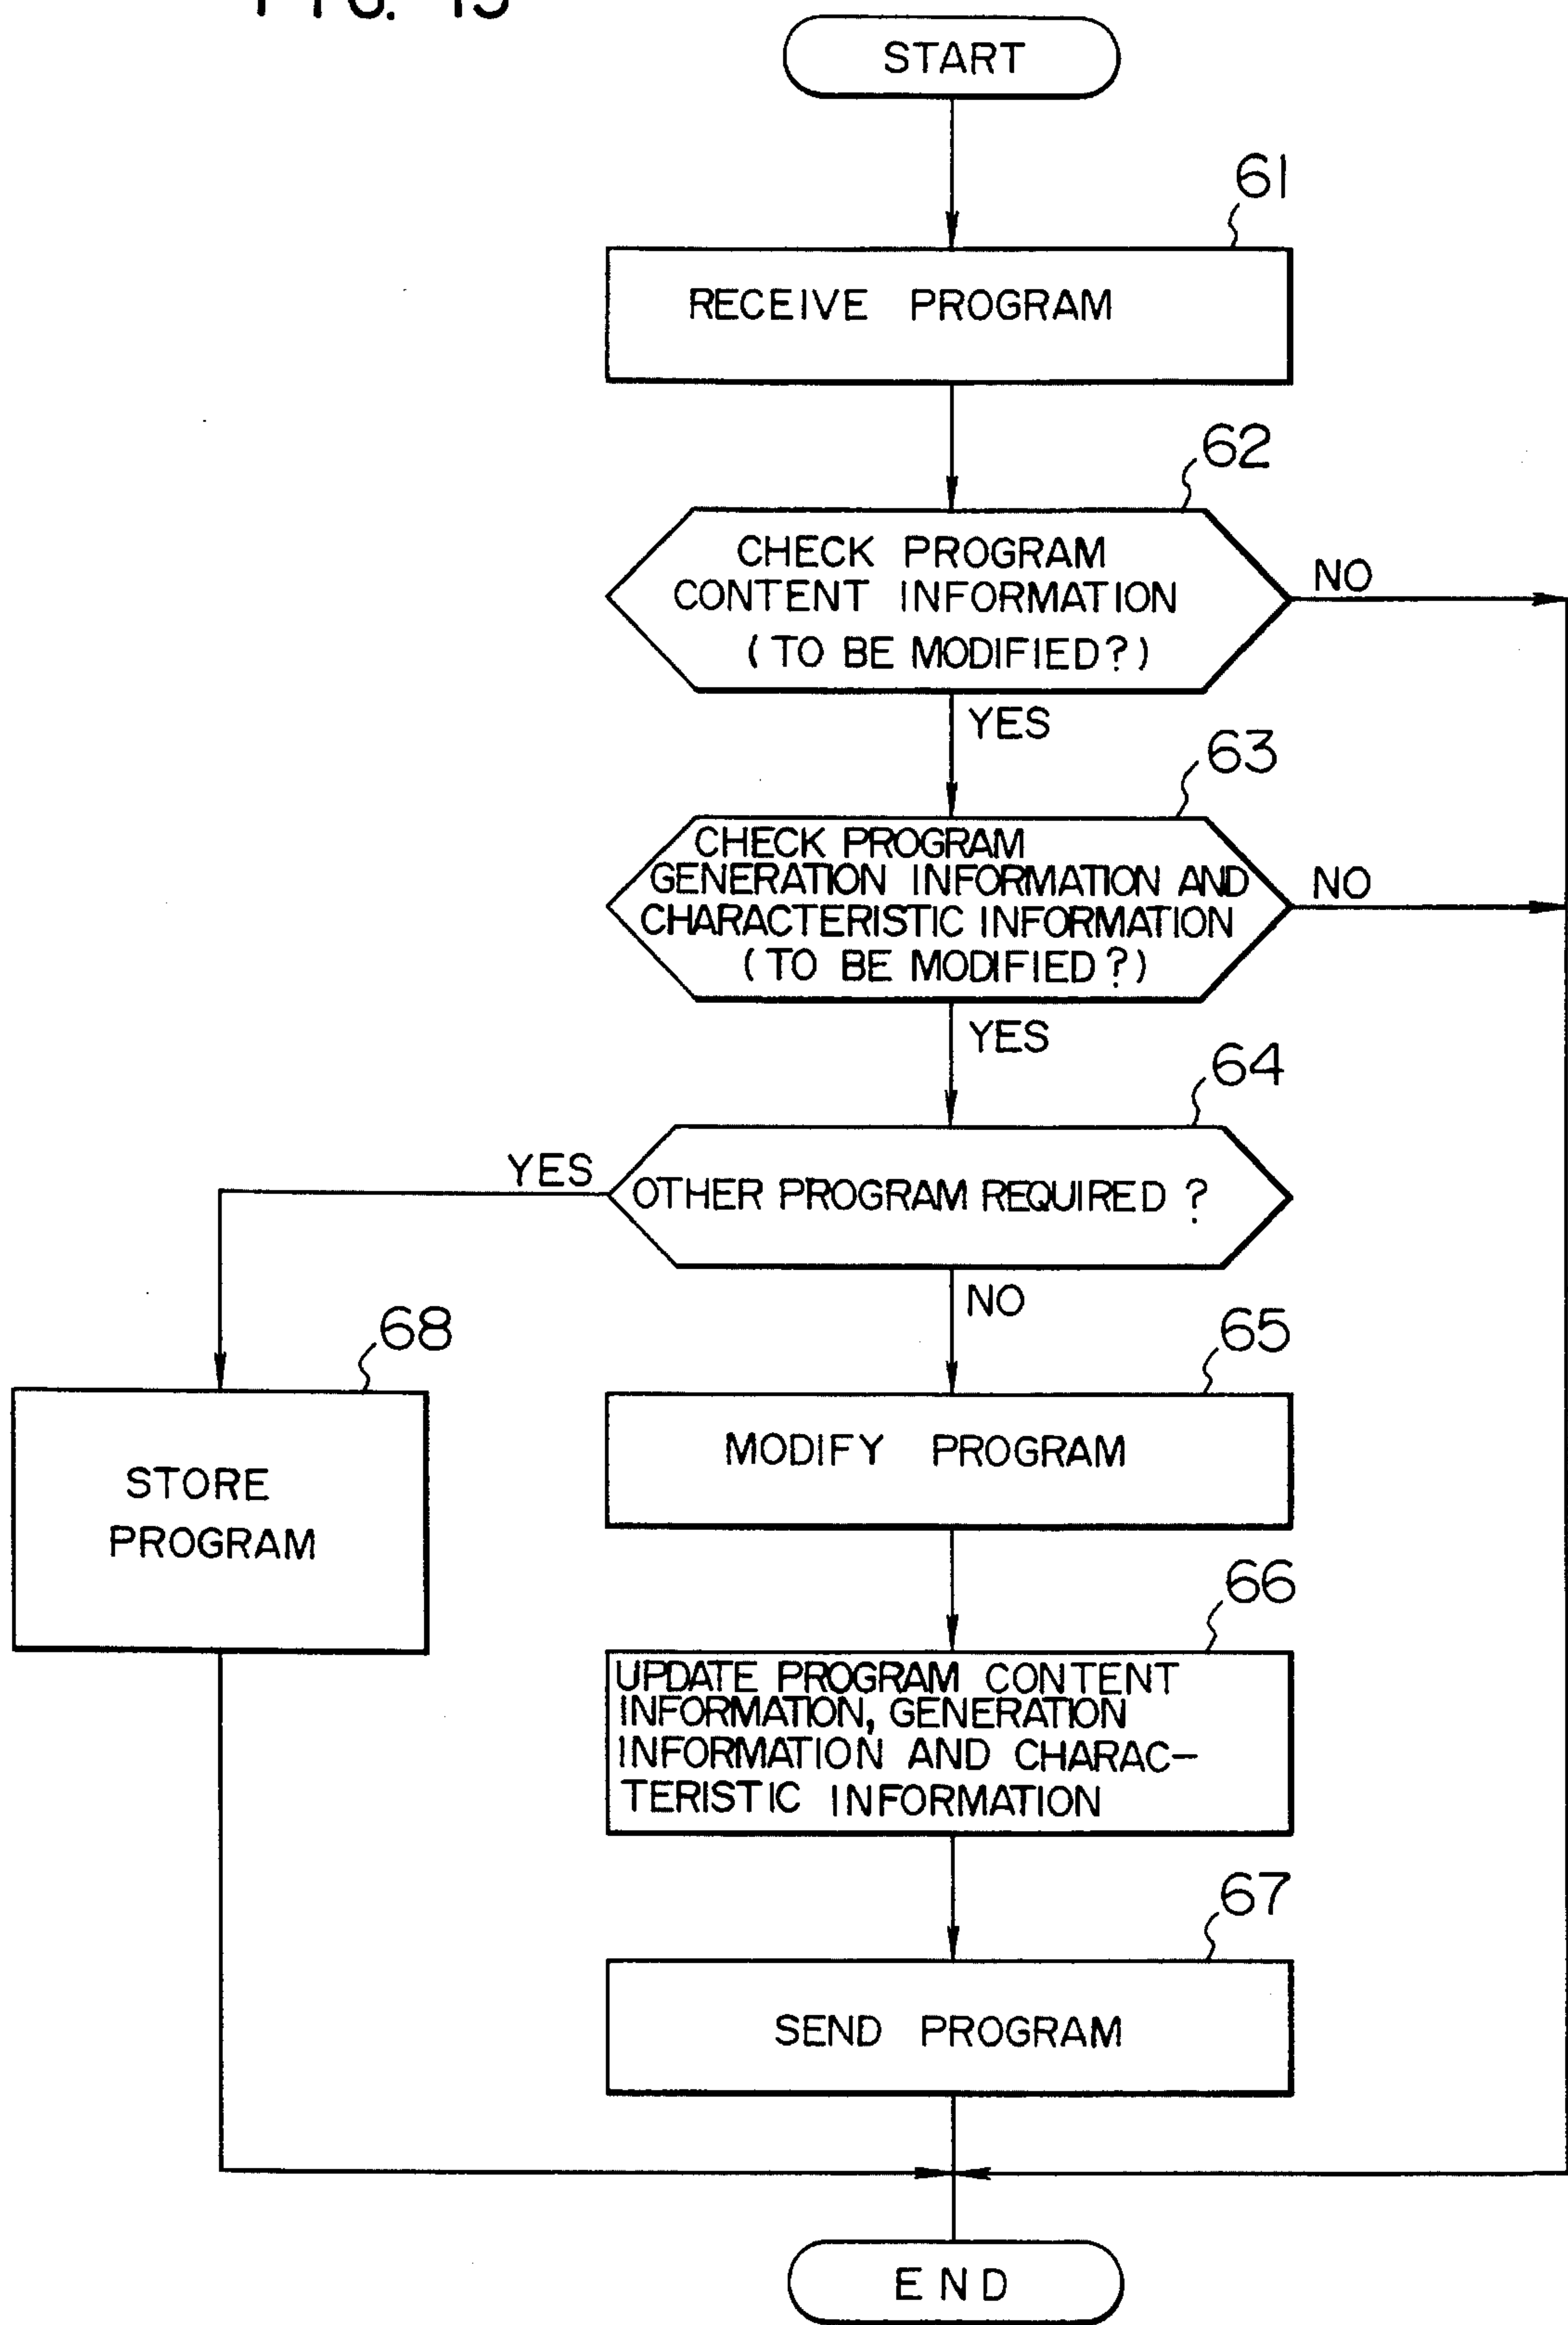 START
61
RECEIVE PROGRAM
62
CHECK PROGRAM
CONTENT INFORMATION
(TO BE MODIFIED?)
NO
YES
63
CHECK PROGRAM
GENERATION INFORMATION AND
CHARACTERISTIC INFORMATION
(TO BE MODIFIED?)
NO
YES
64
YES
OTHER PROGRAM REQUIRED?
NO
68
65
STORE
PROGRAM
MODIFY PROGRAM
66
UPDATE PROGRAM CONTENT
INFORMATION, GENERATION
INFORMATION AND CHARAC-
TERISTIC INFORMATION
67
SEND PROGRAM
END